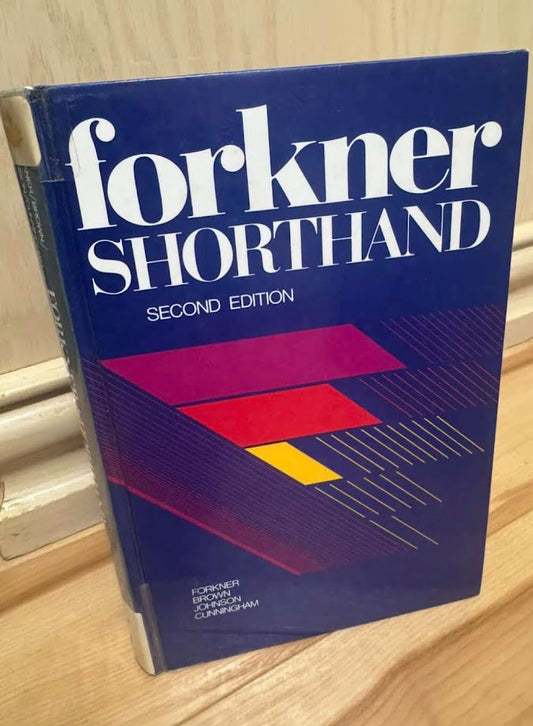 forkner
SHORTHAND
SECOND EDITION
FORKNER
BROWN
JOHNSON
CUNNINGHAM